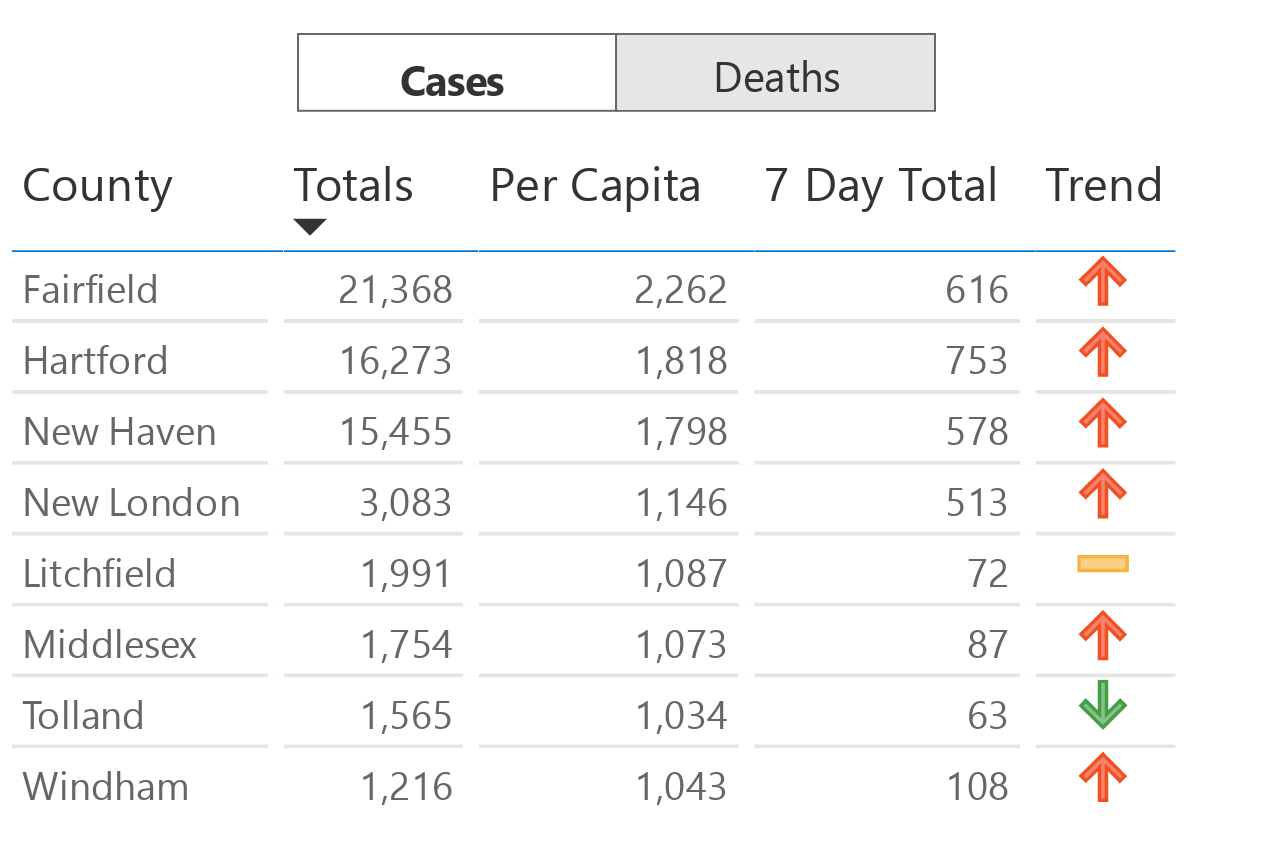 Cases Deaths
County Totals Per Capita 7 Day Total Trend
Fairfield 21,368 2,262 616
Hartford 16,273 1,818 753
New Haven 15,455 1,798 578
New London 3,083 1,146 513
Litchfield 1,991 1,087 72
Middlesex 1,754 1,073 87
Tolland 1,565 1,034 63
Windham 1,216 1,043 108